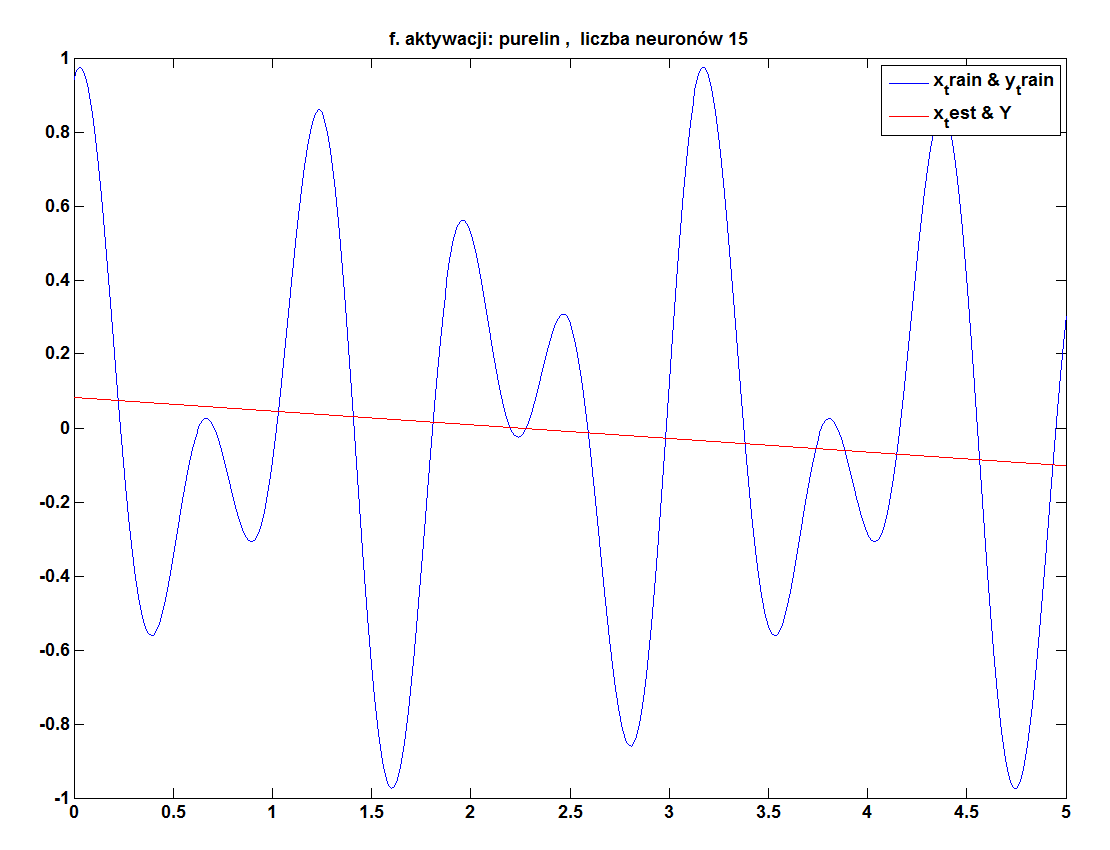 f. aktywacji: purelin , liczba neuronów 15
x_train & y_train
x_test & Y
1
0.8
0.6
0.4
0.2
0
-0.2
-0.4
-0.6
-0.8
-1
0 0.5 1 1.5 2 2.5 3 3.5 4 4.5 5